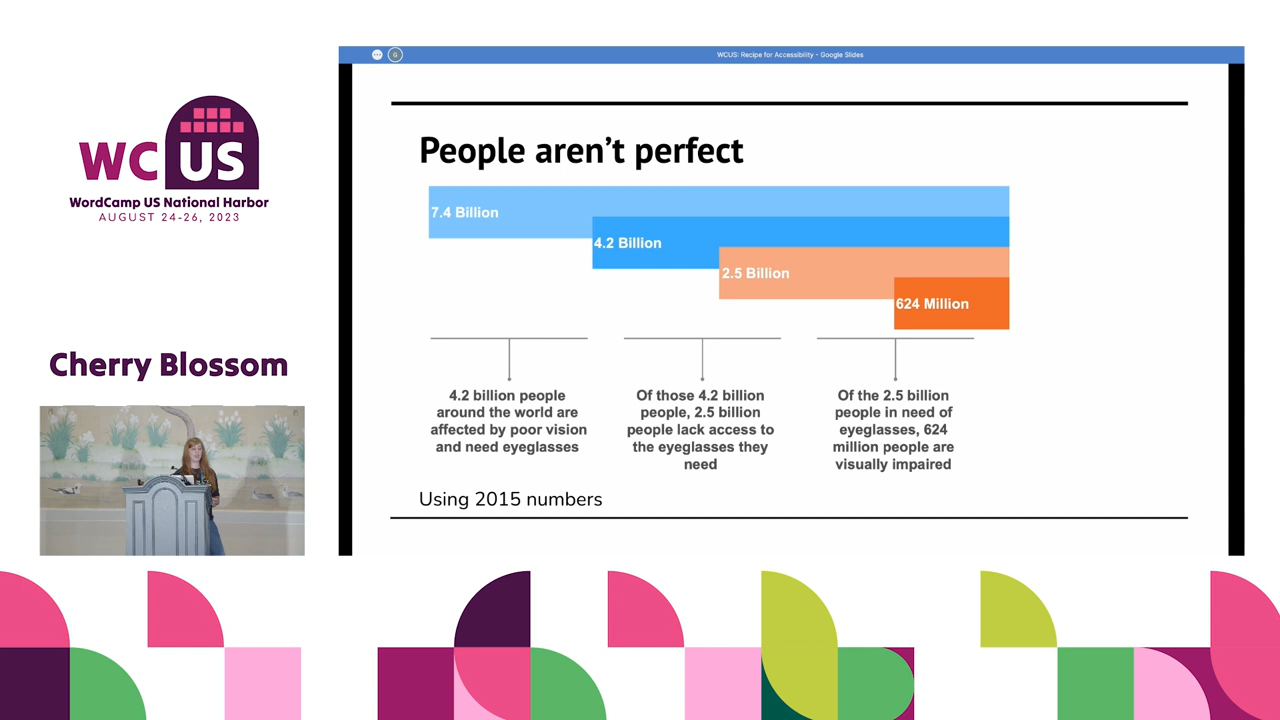 WCUS: Recipe for Accessibility - Google Slides
G
WC US
WordCamp US National Harbor
AUGUST 24-26, 2023
Cherry Blossom
People aren't perfect
7.4 Billion
4.2 Billion
2.5 Billion
624 Million
4.2 billion people
around the world are
affected by poor vision
and need eyeglasses
Of those 4.2 billion
people, 2.5 billion
people lack access to
the eyeglasses they
need
Of the 2.5 billion
people in need of
eyeglasses, 624
million people are
visually impaired
Using 2015 numbers